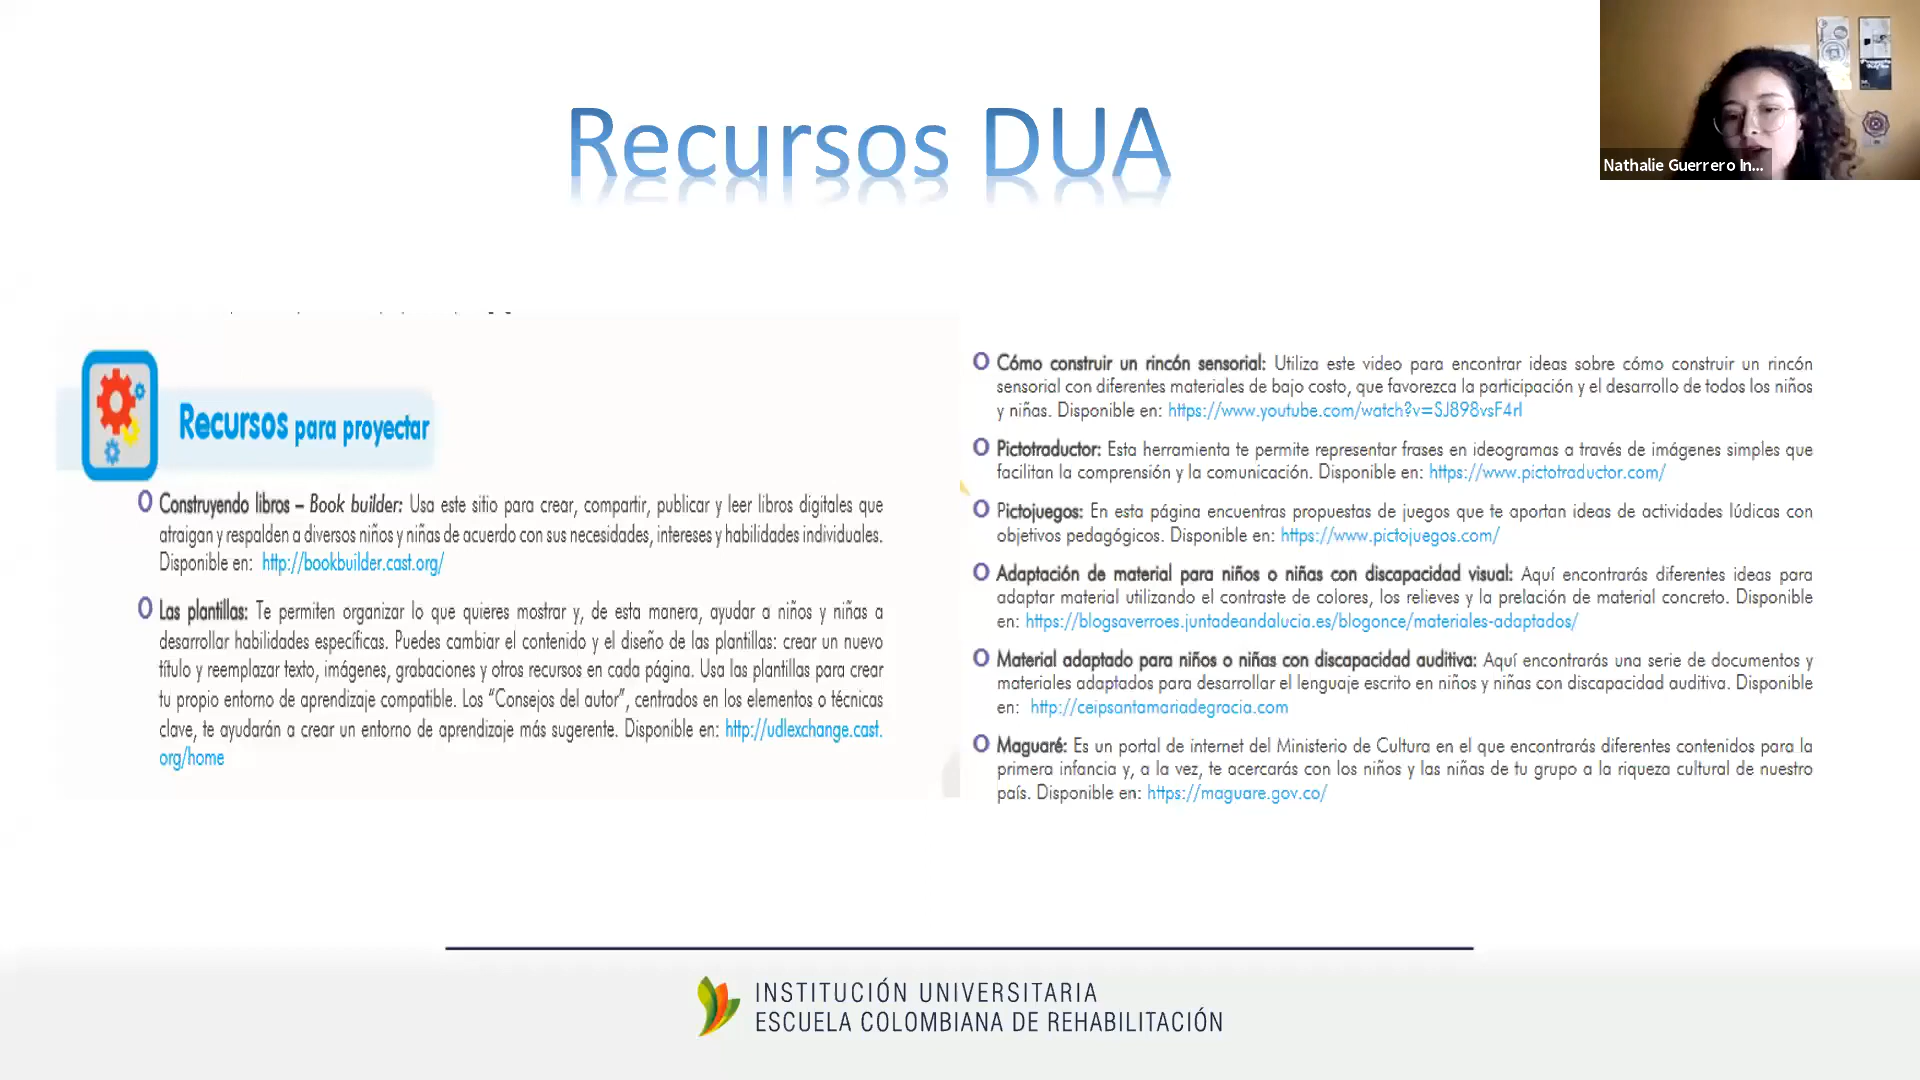 Recursos DUA
Nathalie Guerrero In...
Recursos para proyectar
Construyendo libros – Book builder: Usa este sitio para crear, compartir, publicar y leer libros digitales que
atraigan y respalden a diversos niños y niñas de acuerdo con sus necesidades, intereses y habilidades individuales.
Disponible en: http://bookbuilder.cast.org/
Las plantillas: Te permiten organizar lo que quieres mostrar y, de esta manera, ayudar a niños y niñas a
desarrollar habilidades específicas. Puedes cambiar el contenido y el diseño de las plantillas: crear un nuevo
título y reemplazar texto, imágenes, grabaciones y otros recursos en cada página. Usa las plantillas para crear
tu propio entorno de aprendizaje compatible. Los “Consejos del autor”, centrados en los elementos o técnicas
clave, te ayudarán a crear un entorno de aprendizaje más sugerente. Disponible en: http://udlexchange.cast.
org/home
Cómo construir un rincón sensorial: Utiliza este video para encontrar ideas sobre cómo construir un rincón
sensorial con diferentes materiales de bajo costo, que favorezca la participación y el desarrollo de todos los niños
y niñas. Disponible en: https://www.youtube.com/watch?v=SJ898vsF4rI
Pictotraductor: Esta herramienta te permite representar frases en ideogramas a través de imágenes simples que
facilitan la comprensión y la comunicación. Disponible en: https://www.pictotraductor.com/
Pictojuegos: En esta página encuentras propuestas de juegos que te aportan ideas de actividades lúdicas con
objetivos pedagógicos. Disponible en: https://www.pictojuegos.com/
Adaptación de material para niños o niñas con discapacidad visual: Aquí encontrarás diferentes ideas para
adaptar material utilizando el contraste de colores, los relieves y la prelación de material concreto. Disponible
en: https://blogsaverroes.juntadeandalucia.es/blogonce/materiales-adaptados/
Material adaptado para niños o niñas con discapacidad auditiva: Aquí encontrarás una serie de documentos y
materiales adaptados para desarrollar el lenguaje escrito en niños y niñas con discapacidad auditiva. Disponible
en: http://ceipsantamariadegracia.com
Maguaré: Es un portal de internet del Ministerio de Cultura en el que encontrarás diferentes contenidos para la
primera infancia y, a la vez, te acercarás con los niños y las niñas de tu grupo a la riqueza cultural de nuestro
país. Disponible en: https://maguare.gov.co/
INSTITUCIÓN UNIVERSITARIA
ESCUELA COLOMBIANA DE REHABILITACIÓN